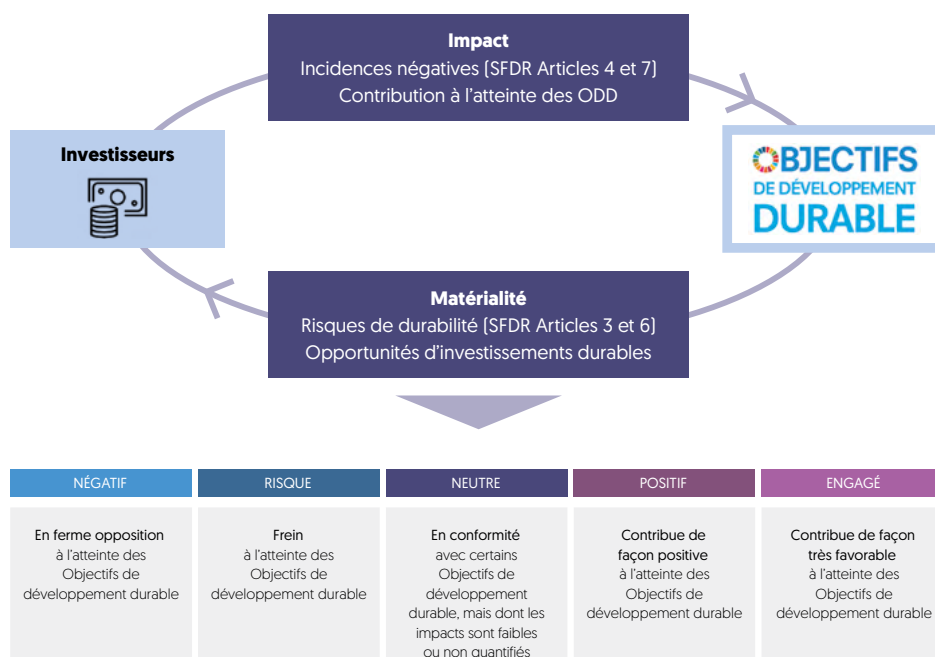 Impact
Incidences négatives (SFDR Articles 4 et 7)
Contribution à l'atteinte des ODD
Investisseurs
OBJECTIFS
DE DÉVELOPPEMENT
DURABLE
Matérialité
Risques de durabilité (SFDR Articles 3 et 6)
Opportunités d'investissements durables
NÉGATIF
En ferme opposition
à l'atteinte des
Objectifs de
développement durable
RISQUE
Frein
à l'atteinte des
Objectifs de
développement durable
NEUTRE
En conformité
avec certains
Objectifs de
développement
durable, mais dont les
impacts sont faibles
ou non quantifiés
POSITIF
Contribue de
façon positive
à l'atteinte des
Objectifs de
développement durable
ENGAGÉ
Contribue de façon
très favorable
à l'atteinte des
Objectifs de
développement durable